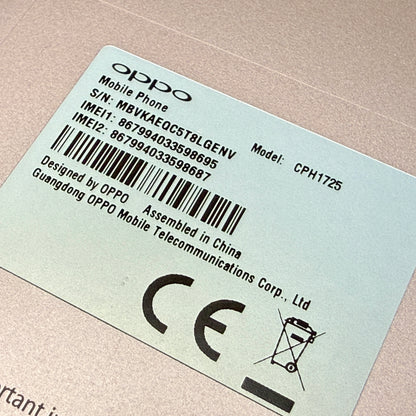 oppo
Mobile Phone
S/N: MBVKAEQC5T8LGENV Model: CPH1725
IMEI1: 867994033598695
IMEI2: 867994033598687
Designed by OPPO Assembled in China
Guangdong OPPO Mobile Telecommunications Corp., Ltd
CE